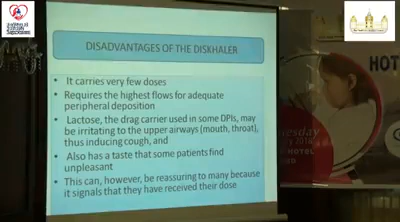 DISADVANTAGES OF THE DISKHALER
• It carries very few doses
• Requires the highest flows for adequate
peripheral deposition
• Lactose, the drag carrier used in some DPIs, may
be irritating to the upper airways (mouth, throat),
thus inducing cough, and
• Also has a taste that some patients find
unpleasant
• This can, however, be reassuring to many because
it signals that they have received their dose
HOT